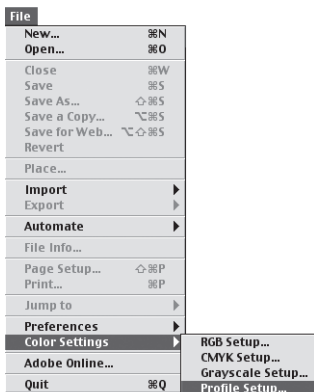 File
New... ⌘N
Open... ⌘O
Close ⌘W
Save ⌘S
Save As... ⇧⌘S
Save a Copy... ⌥⌘S
Save for Web... ⌥⇧⌘S
Revert
Place...
Import
Export
Automate
File Info...
Page Setup... ⇧⌘P
Print... ⌘P
Jump to
Preferences
Color Settings
Adobe Online...
Quit ⌘Q
RGB Setup...
CMYK Setup...
Grayscale Setup...
Profile Setup...